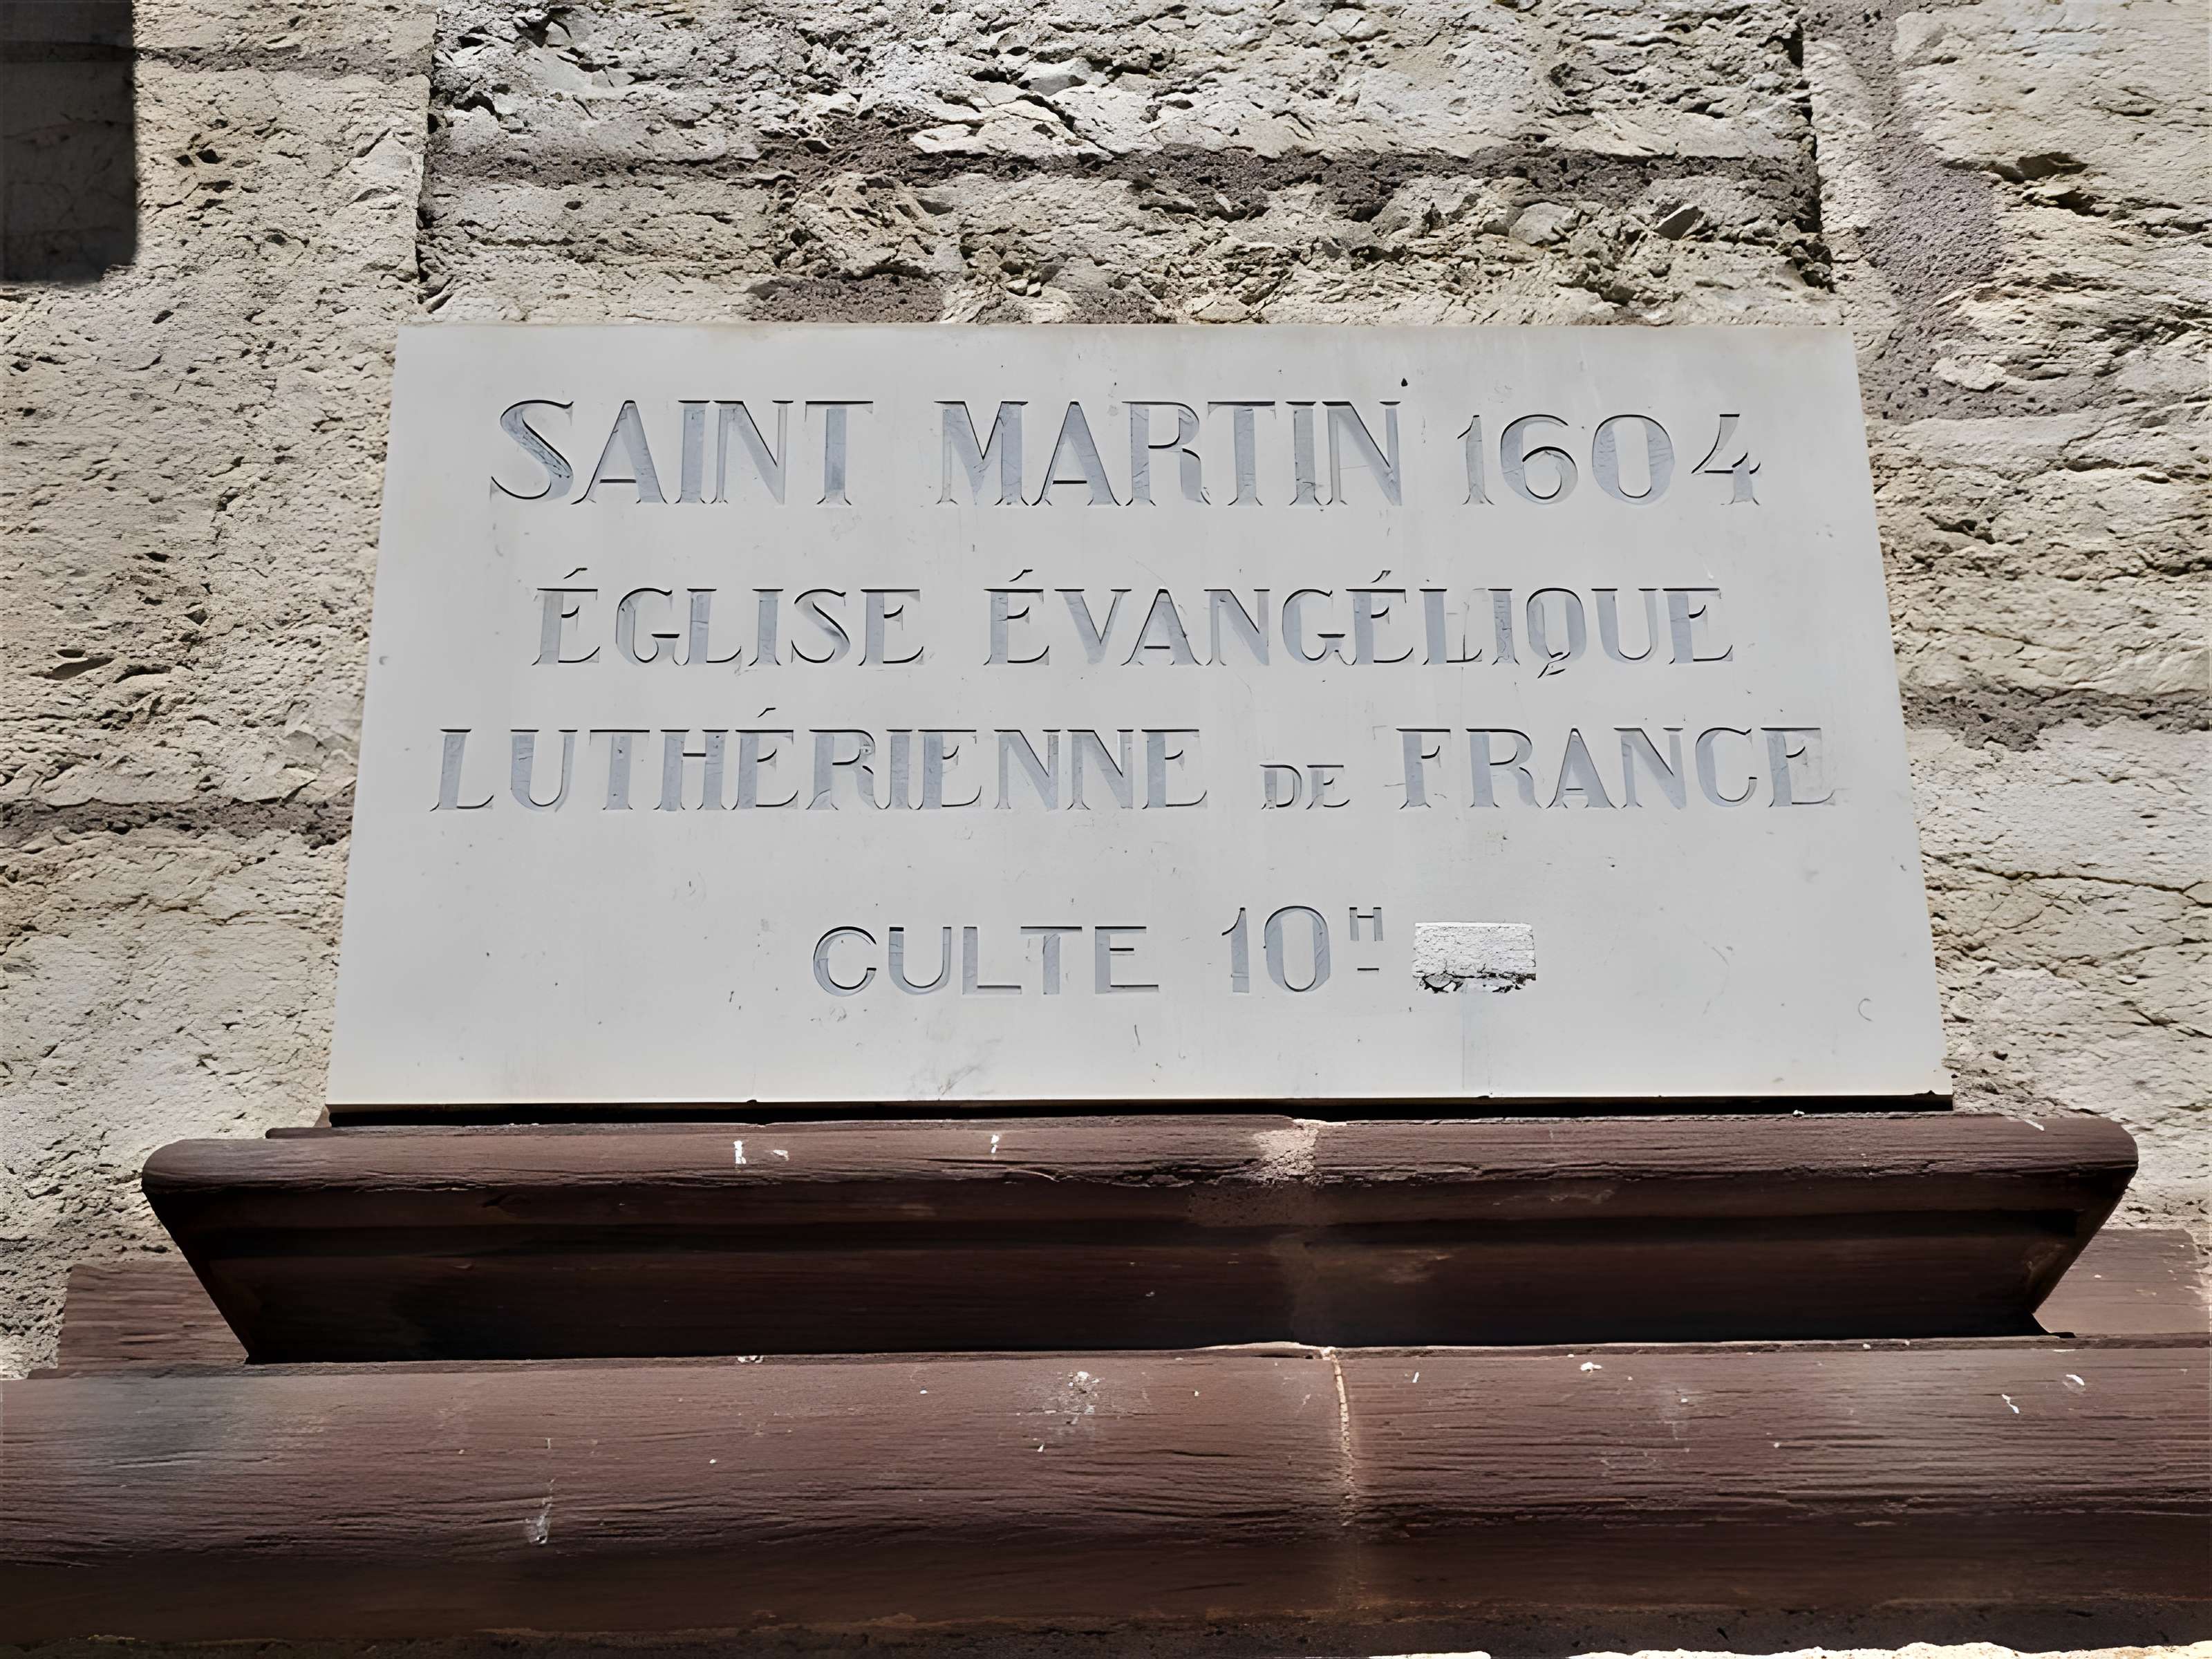 SAINT MARTIN 1604
ÉGLISE ÉVANGÉLIQUE
LUTHÉRIENNE DE FRANCE
CULTE 10H